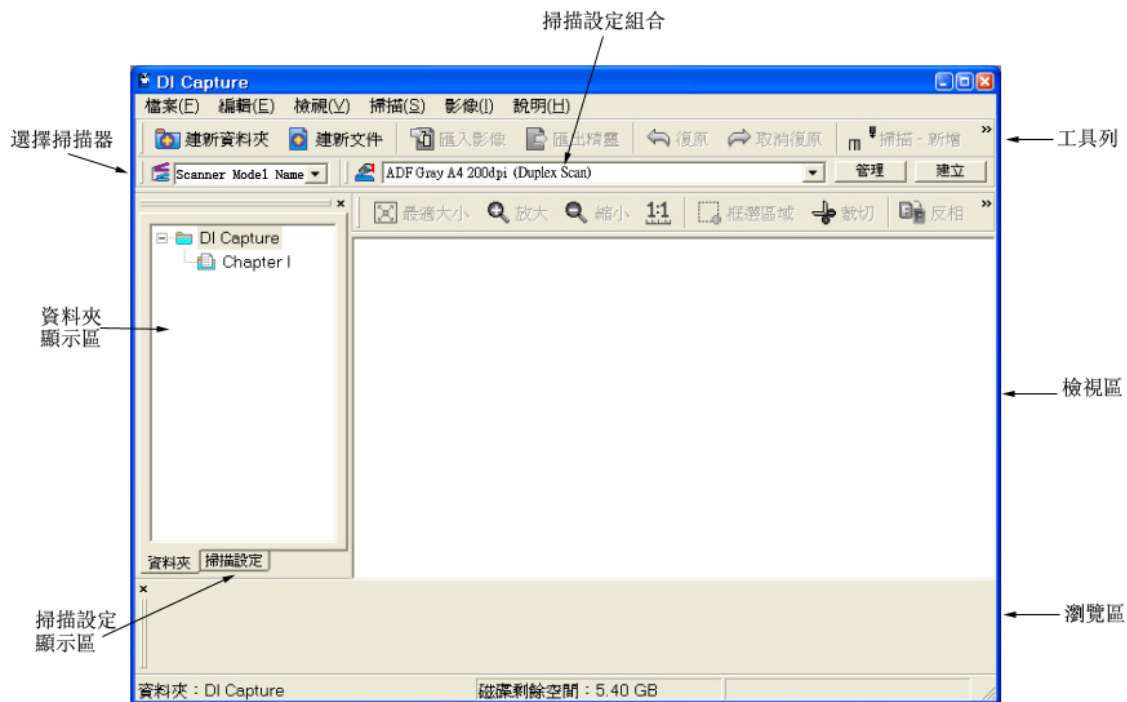 掃描設定組合
DI Capture
檔案(F) 編輯(E) 檢視(V) 掃描(S) 影像(I) 說明(H)
選擇掃描器
建新資料夾 建新文件 匯入影像 匯出精靈 復原 取消復原 掃描 - 新增 »
工具列
Scanner Model Name ADF Gray A4 200dpi (Duplex Scan) 管理 建立
最適大小 放大 縮小 1:1 框選區域 裁切 反相 »
DI Capture
Chapter I
資料夾
顯示區
檢視區
資料夾 掃描設定
掃描設定
顯示區
瀏覽區
資料夾：DI Capture 磁碟剩餘空間：5.40 GB